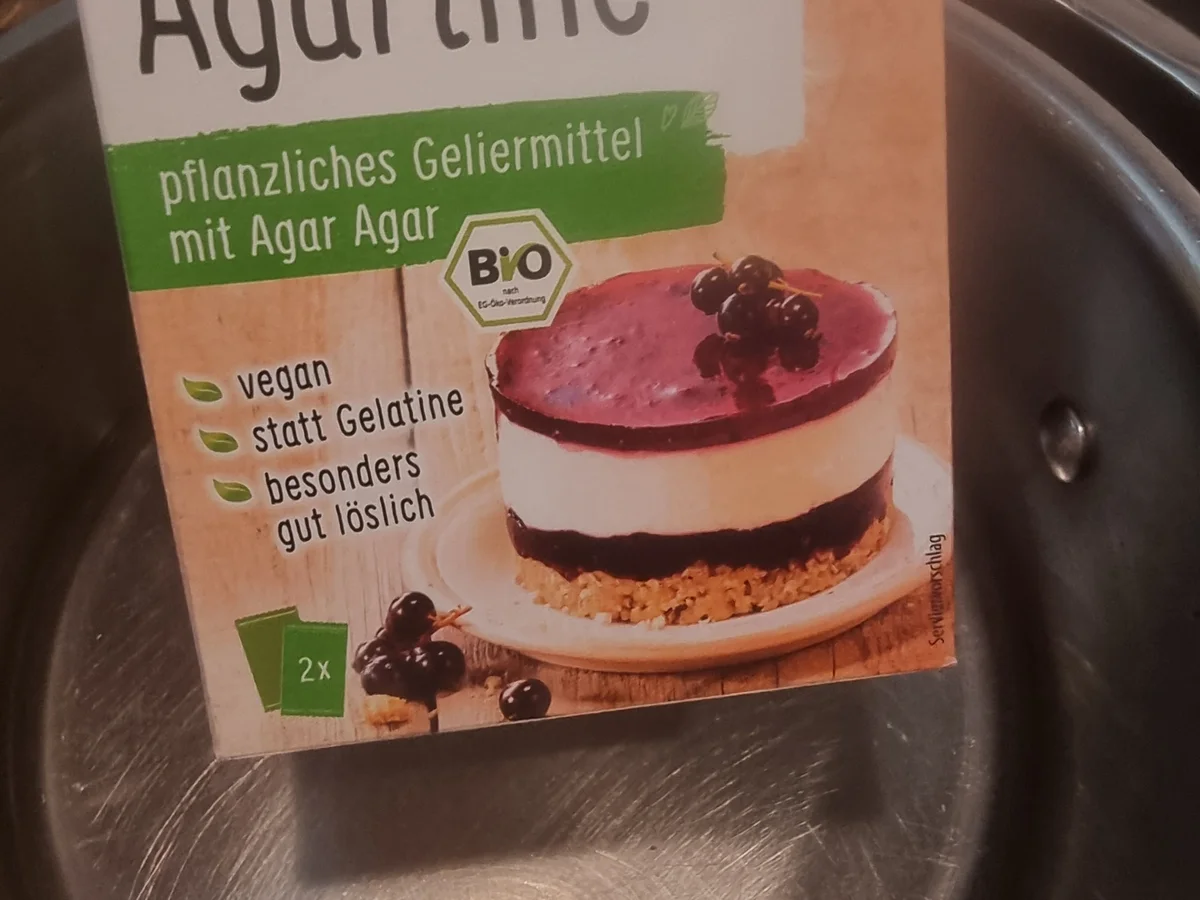 Agartine
pflanzliches Geliermittel
mit Agar Agar
BiO
nach
EG-Öko-Verordnung
vegan
statt Gelatine
besonders
gut löslich
2x
Serviervorschlag